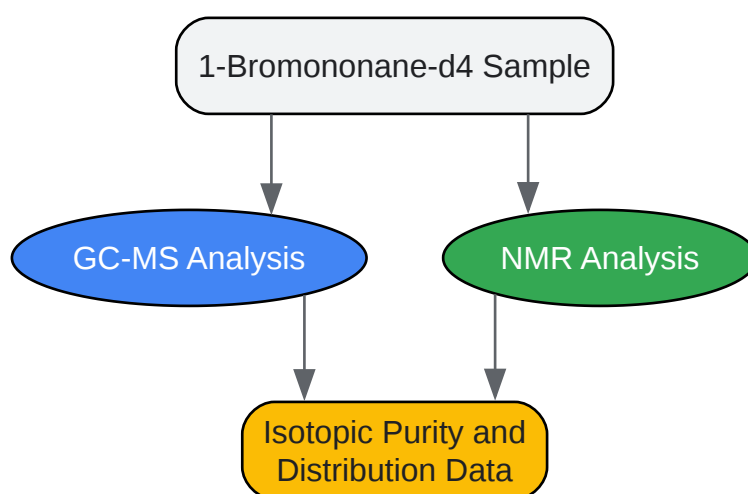 1-Bromononane-d4 Sample
GC-MS Analysis
NMR Analysis
Isotopic Purity and
Distribution Data